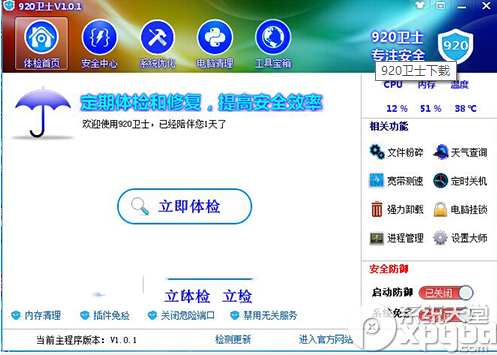 920卫士V1.0.1
体检首页
安全中心
系统优化
电脑清理
工具宝箱
920卫士
专注安全
920
920卫士下载
定期体检和修复，提高安全效率
欢迎使用920卫士，已经陪伴您1天了
CPU 内存 温度
12% 51% 38℃
相关功能
文件粉碎 天气查询
宽带测速 定时关机
强力卸载 电脑挂锁
进程管理 设置大师
立即体检
安全防御
启动防御 已关闭
立体检 立检
内存清理 插件免疫 关闭危险端口 禁用无关服务
系统天堂
当前主程序版本：V1.0.1 检测更新 进入官方网站
xpgod.com